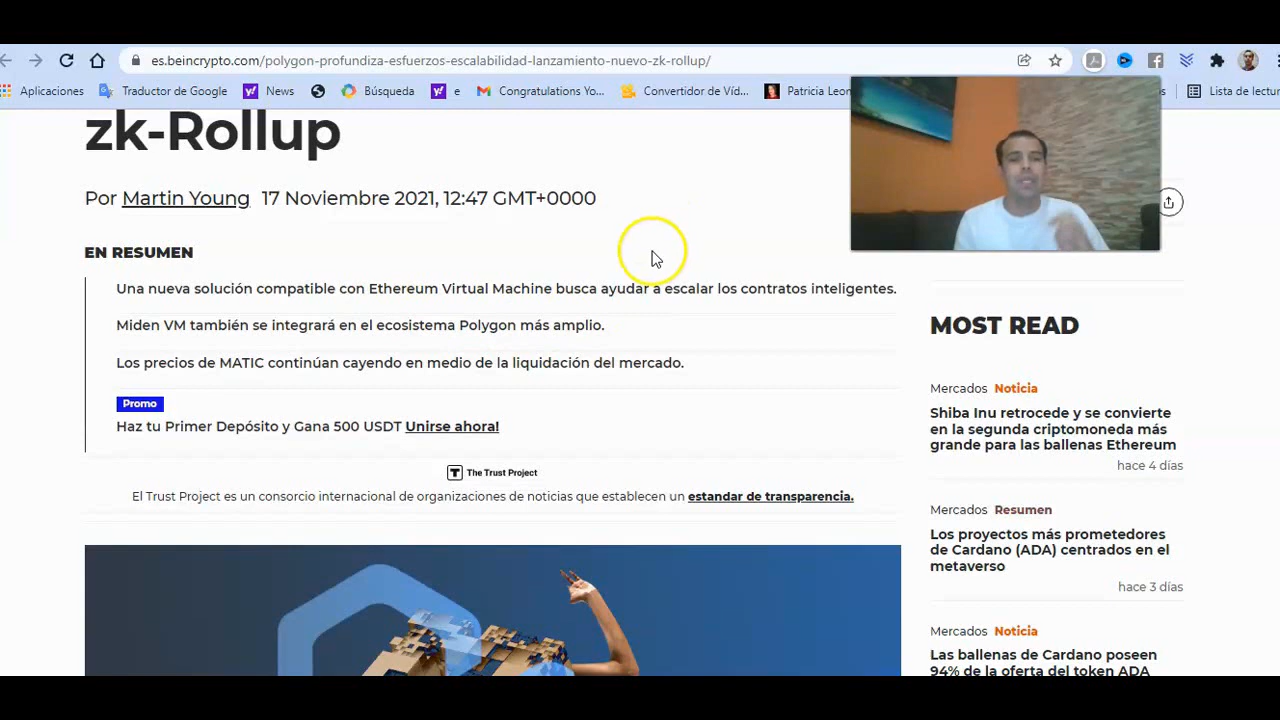 es.beincrypto.com/polygon-profundiza-esfuerzos-escalabilidad-lanzamiento-nuevo-zk-rollup/
Aplicaciones Traductor de Google News Búsqueda e Congratulations Yo... Convertidor de Víd... Patricia Leon Lista de lectur
zk-Rollup
Por Martin Young 17 Noviembre 2021, 12:47 GMT+0000
EN RESUMEN
Una nueva solución compatible con Ethereum Virtual Machine busca ayudar a escalar los contratos inteligentes.
Miden VM también se integrará en el ecosistema Polygon más amplio.
Los precios de MATIC continúan cayendo en medio de la liquidación del mercado.
Promo
Haz tu Primer Depósito y Gana 500 USDT Unirse ahora!
The Trust Project
El Trust Project es un consorcio internacional de organizaciones de noticias que establecen un estandar de transparencia.
MOST READ
Mercados Noticia
Shiba Inu retrocede y se convierte
en la segunda criptomoneda más
grande para las ballenas Ethereum
hace 4 días
Mercados Resumen
Los proyectos más prometedores
de Cardano (ADA) centrados en el
metaverso
hace 3 días
Mercados Noticia
Las ballenas de Cardano poseen
94% de la oferta del token ADA